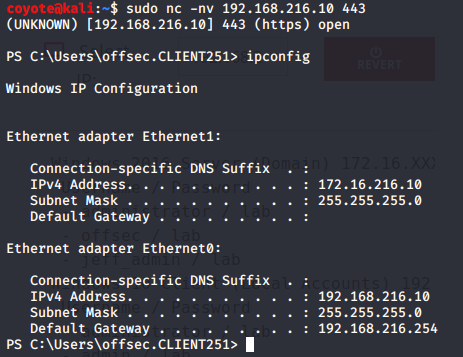 coyote@kali:~$ sudo nc -nv 192.168.216.10 443
(UNKNOWN) [192.168.216.10] 443 (https) open
PS C:\Users\offsec.CLIENT251> ipconfig
REVERT
Windows IP Configuration
Ethernet adapter Ethernet1:
Connection-specific DNS Suffix . :
IPv4 Address. . . . . . . . . . . : 172.16.216.10
Subnet Mask . . . . . . . . . . . : 255.255.255.0
Default Gateway . . . . . . . . . :
Ethernet adapter Ethernet0:
Connection-specific DNS Suffix . :
IPv4 Address. . . . . . . . . . . : 192.168.216.10
Subnet Mask . . . . . . . . . . . : 255.255.255.0
Default Gateway . . . . . . . . . : 192.168.216.254
PS C:\Users\offsec.CLIENT251>